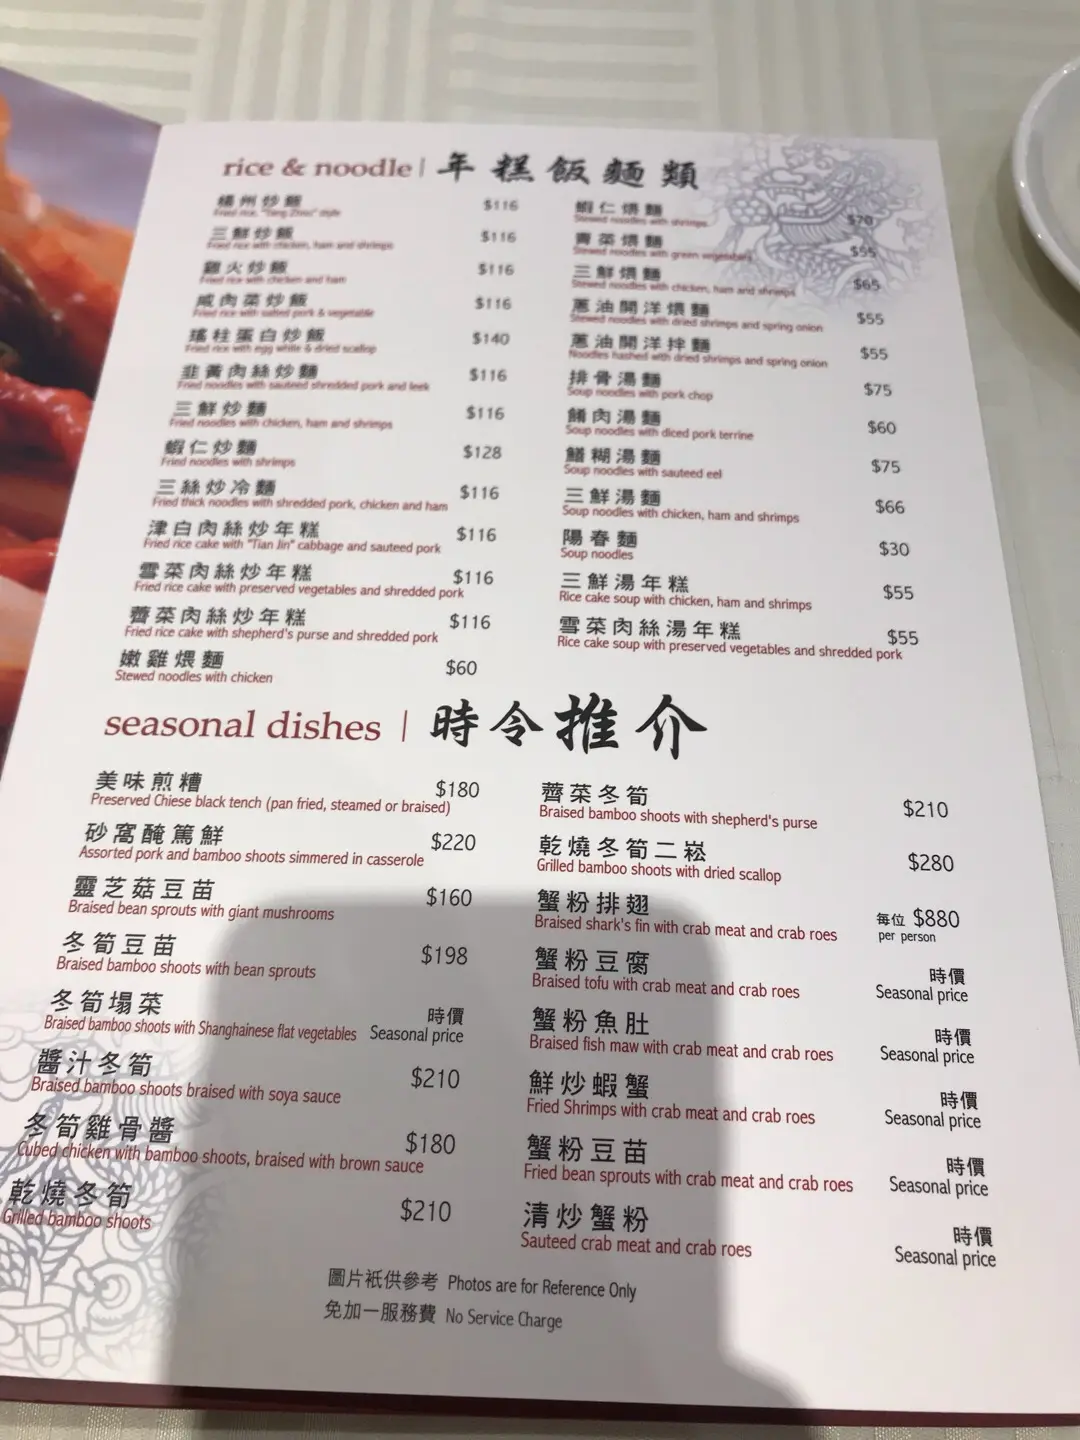 rice & noodle | 年糕飯麵類
楊州炒飯 $116
Fried rice, "Yang Zhou" style
三鮮炒飯 $116
Fried rice with chicken, ham and shrimps
雞火炒飯 $116
Fried rice with chicken and ham
咸肉菜炒飯 $116
Fried rice with salted pork & vegetable
瑤柱蛋白炒飯 $140
Fried rice with egg white & dried scallop
韭黃肉絲炒麵 $116
Fried noodles with sauteed shredded pork and leek
三鮮炒麵 $116
Fried noodles with chicken, ham and shrimps
蝦仁炒麵 $128
Fried noodles with shrimps
三絲炒冷麵 $116
Fried thick noodles with shredded pork, chicken and ham
津白肉絲炒年糕 $116
Fried rice cake with "Tian Jin" cabbage and sauteed pork
雪菜肉絲炒年糕 $116
Fried rice cake with preserved vegetables and shredded pork
薺菜肉絲炒年糕 $116
Fried rice cake with shepherd's purse and shredded pork
嫩雞煨麵 $60
Stewed noodles with chicken
蝦仁煨麵 $70
Stewed noodles with shrimps
青菜煨麵 $55
Stewed noodles with green vegetables
三鮮煨麵 $65
Stewed noodles with chicken, ham and shrimps
蔥油開洋煨麵 $55
Stewed noodles with dried shrimps and spring onion
蔥油開洋拌麵 $55
Noodles hashed with dried shrimps and spring onion
排骨湯麵 $75
Soup noodles with pork chop
餚肉湯麵 $60
Soup noodles with diced pork terrine
鱔糊湯麵 $75
Soup noodles with sauteed eel
三鮮湯麵 $66
Soup noodles with chicken, ham and shrimps
陽春麵 $30
Soup noodles
三鮮湯年糕 $55
Rice cake soup with chicken, ham and shrimps
雪菜肉絲湯年糕 $55
Rice cake soup with preserved vegetables and shredded pork
seasonal dishes | 時令推介
美味煎糟 $180
Preserved Chiese black tench (pan fried, steamed or braised)
砂窩醃篤鮮 $220
Assorted pork and bamboo shoots simmered in casserole
靈芝菇豆苗 $160
Braised bean sprouts with giant mushrooms
冬筍豆苗 $198
Braised bamboo shoots with bean sprouts
冬筍塌菜 時價
Braised bamboo shoots with Shanghainese flat vegetables Seasonal price
醬汁冬筍 $210
Braised bamboo shoots braised with soya sauce
冬筍雞骨醬 $180
Cubed chicken with bamboo shoots, braised with brown sauce
乾燒冬筍 $210
Grilled bamboo shoots
薺菜冬筍 $210
Braised bamboo shoots with shepherd's purse
乾燒冬筍二崧 $280
Grilled bamboo shoots with dried scallop
蟹粉排翅 每位 $880
Braised shark's fin with crab meat and crab roes per person
蟹粉豆腐 時價
Braised tofu with crab meat and crab roes Seasonal price
蟹粉魚肚 時價
Braised fish maw with crab meat and crab roes Seasonal price
鮮炒蝦蟹 時價
Fried Shrimps with crab meat and crab roes Seasonal price
蟹粉豆苗 時價
Fried bean sprouts with crab meat and crab roes Seasonal price
清炒蟹粉 時價
Sauteed crab meat and crab roes Seasonal price
圖片祇供參考 Photos are for Reference Only
免加一服務費 No Service Charge